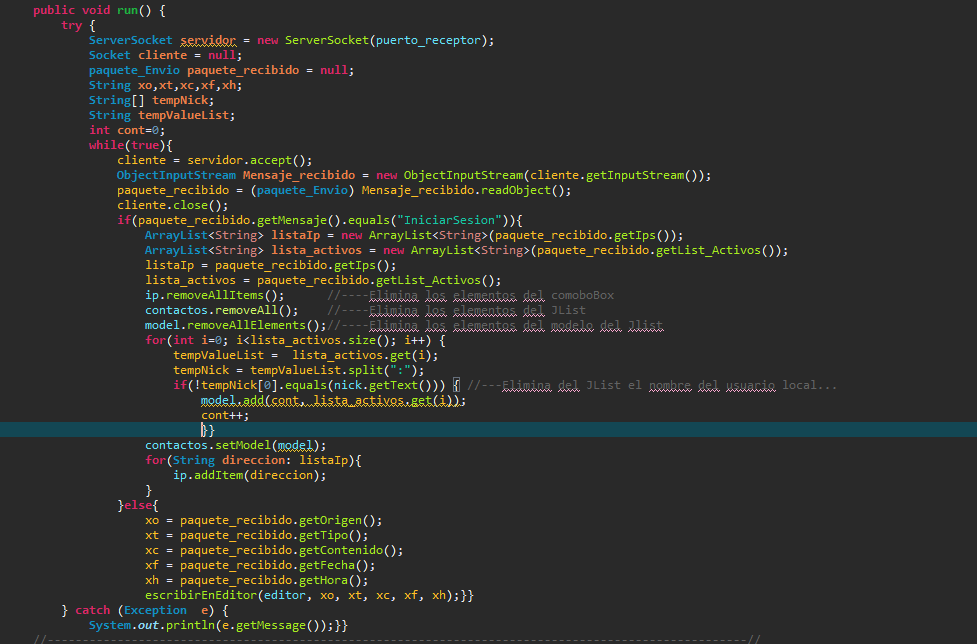 public void run() {
try {
ServerSocket servidor = new ServerSocket(puerto_receptor);
Socket cliente = null;
paquete_Envio paquete_recibido = null;
String xo,xt,xc,xf,xh;
String[] tempNick;
String tempValueList;
int cont=0;
while(true){
cliente = servidor.accept();
ObjectInputStream Mensaje_recibido = new ObjectInputStream(cliente.getInputStream());
paquete_recibido = (paquete_Envio) Mensaje_recibido.readObject();
cliente.close();
if(paquete_recibido.getMensaje().equals("IniciarSesion")){
ArrayList<String> listaIp = new ArrayList<String>(paquete_recibido.getIps());
ArrayList<String> lista_activos = new ArrayList<String>(paquete_recibido.getList_Activos());
listaIp = paquete_recibido.getIps();
lista_activos = paquete_recibido.getList_Activos();
ip.removeAllItems();      //----Elimina los elementos del comoboBox
contactos.removeAll();   //----Elimina los elementos del JList
model.removeAllElements();//----Elimina los elementos del modelo del Jlist
for(int i=0; i<lista_activos.size(); i++) {
tempValueList =  lista_activos.get(i);
tempNick = tempValueList.split(":");
if(!tempNick[0].equals(nick.getText())) { //---Elimina del JList el nombre del usuario local...
model.add(cont, lista_activos.get(i));
cont++;
}}
contactos.setModel(model);
for(String direccion: listaIp){
ip.addItem(direccion);
}
}else{
xo = paquete_recibido.getOrigen();
xt = paquete_recibido.getTipo();
xc = paquete_recibido.getContenido();
xf = paquete_recibido.getFecha();
xh = paquete_recibido.getHora();
escribirEnEditor(editor, xo, xt, xc, xf, xh);}}
} catch (Exception  e) {
System.out.println(e.getMessage());}}
//----------------------------------------------------------------------------------------------------//